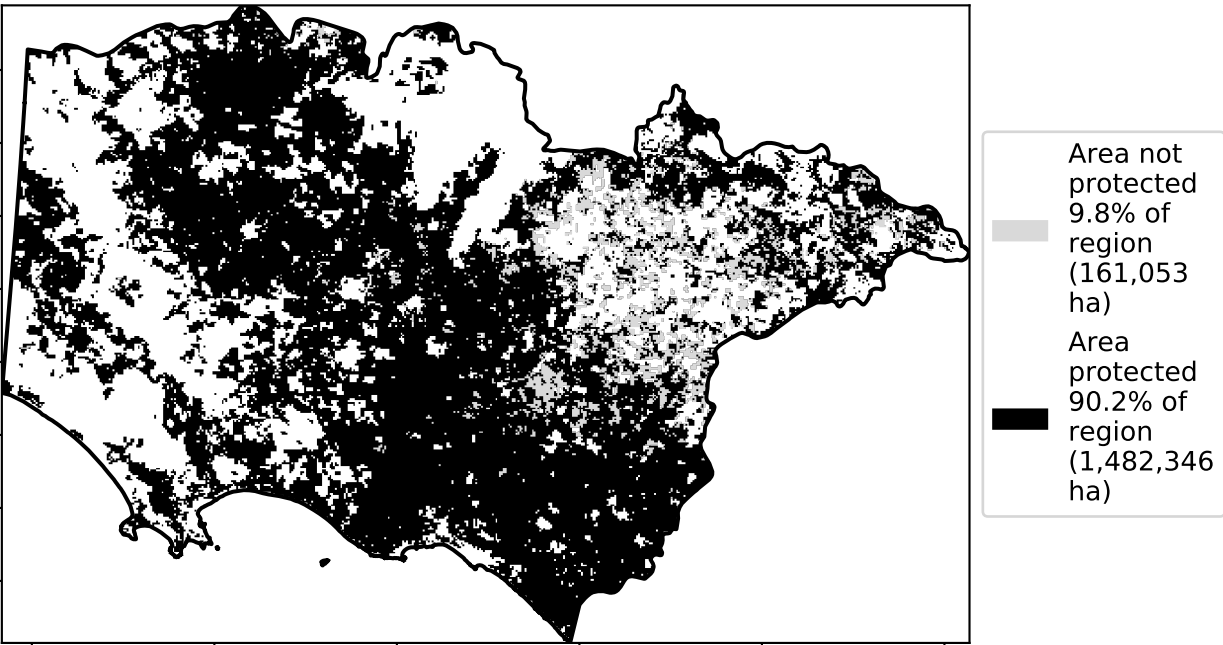 Area not
protected
9.8% of
region
(161,053
ha)
Area
protected
90.2% of
region
(1,482,346
ha)